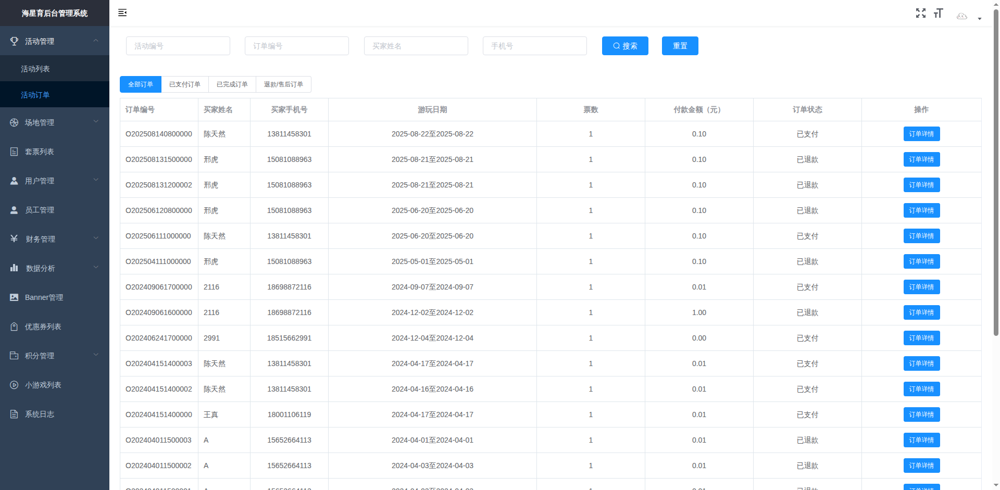 海星育后台管理系统
活动管理
活动列表
活动订单
场地管理
套票列表
用户管理
员工管理
财务管理
数据分析
Banner管理
优惠券列表
积分管理
小游戏列表
系统日志
活动编号 订单编号 买家姓名 手机号 搜索 重置
全部订单 已支付订单 已完成订单 退款/售后订单
订单编号 买家姓名 买家手机号 游玩日期 票数 付款金额（元） 订单状态 操作
O202508140800000 陈天然 13811458301 2025-08-22至2025-08-22 1 0.10 已支付 订单详情
O202508131500000 邢虎 15081088963 2025-08-21至2025-08-21 1 0.10 已退款 订单详情
O202508131200002 邢虎 15081088963 2025-08-21至2025-08-21 1 0.10 已退款 订单详情
O202506120800000 邢虎 15081088963 2025-06-20至2025-06-20 1 0.10 已退款 订单详情
O202506111000000 陈天然 13811458301 2025-06-20至2025-06-20 1 0.10 已支付 订单详情
O202504111000000 邢虎 15081088963 2025-05-01至2025-05-01 1 0.10 已退款 订单详情
O202409061700000 2116 18698872116 2024-09-07至2024-09-07 1 0.01 已支付 订单详情
O202409061600000 2116 18698872116 2024-12-02至2024-12-02 1 1.00 已退款 订单详情
O202406241700000 2991 18515662991 2024-12-04至2024-12-04 1 0.00 已支付 订单详情
O202404151400003 陈天然 13811458301 2024-04-17至2024-04-17 1 0.01 已支付 订单详情
O202404151400002 陈天然 13811458301 2024-04-16至2024-04-16 1 0.01 已支付 订单详情
O202404151400000 王真 18001106119 2024-04-17至2024-04-17 1 0.01 已支付 订单详情
O202404011500003 A 15652664113 2024-04-01至2024-04-01 1 0.01 已退款 订单详情
O202404011500002 A 15652664113 2024-04-03至2024-04-03 1 0.01 已退款 订单详情